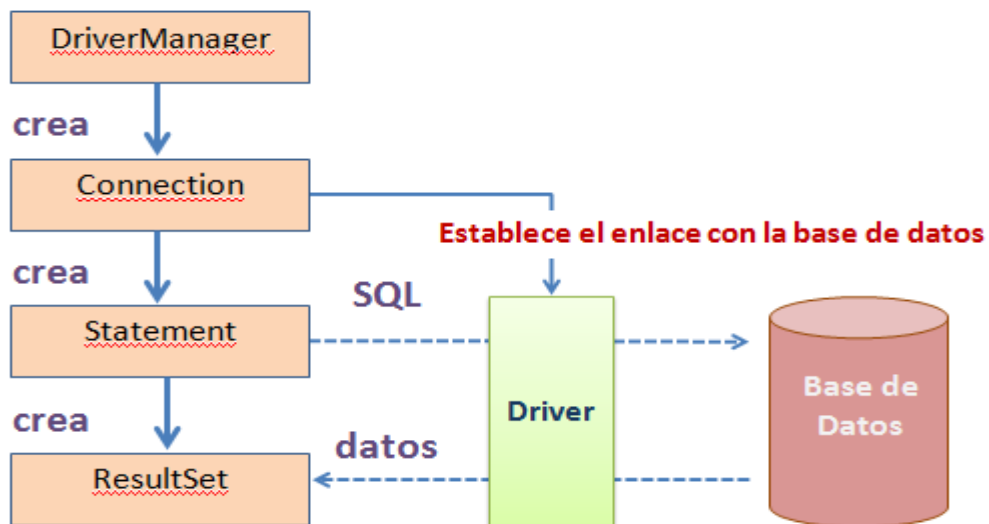 DriverManager
crea
Connection
Establece el enlace con la base de datos
crea
SQL
Statement
Base de
Datos
Driver
crea
datos
ResultSet